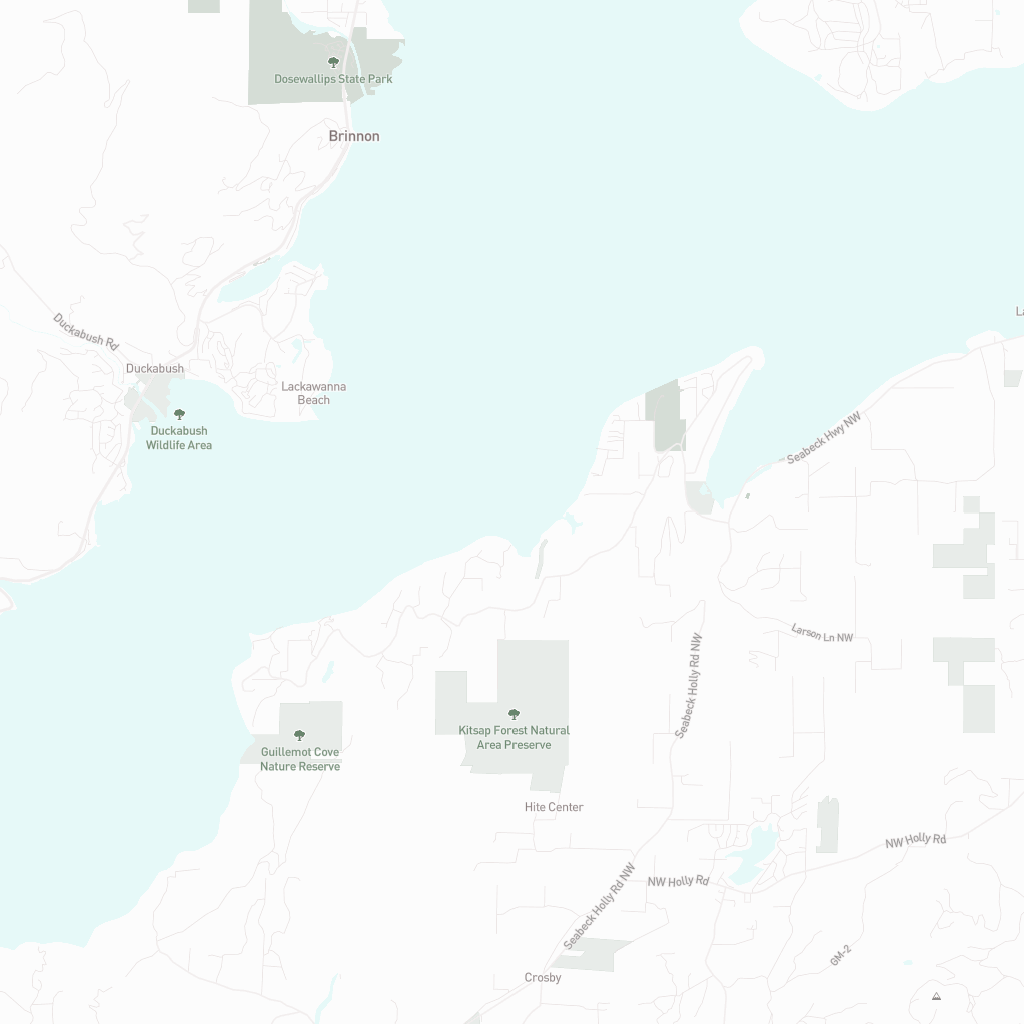 Dosewallips State Park
Brinnon
La
Duckabush Rd
Duckabush
Lackawanna
Beach
Duckabush
Wildlife Area
Seabeck Hwy NW
Larson Ln NW
Seabeck Holly Rd NW
Kitsap Forest Natural
Area Preserve
Guillemot Cove
Nature Reserve
Hite Center
NW Holly Rd
NW Holly Rd
Seabeck Holly Rd NW
GM-2
Crosby